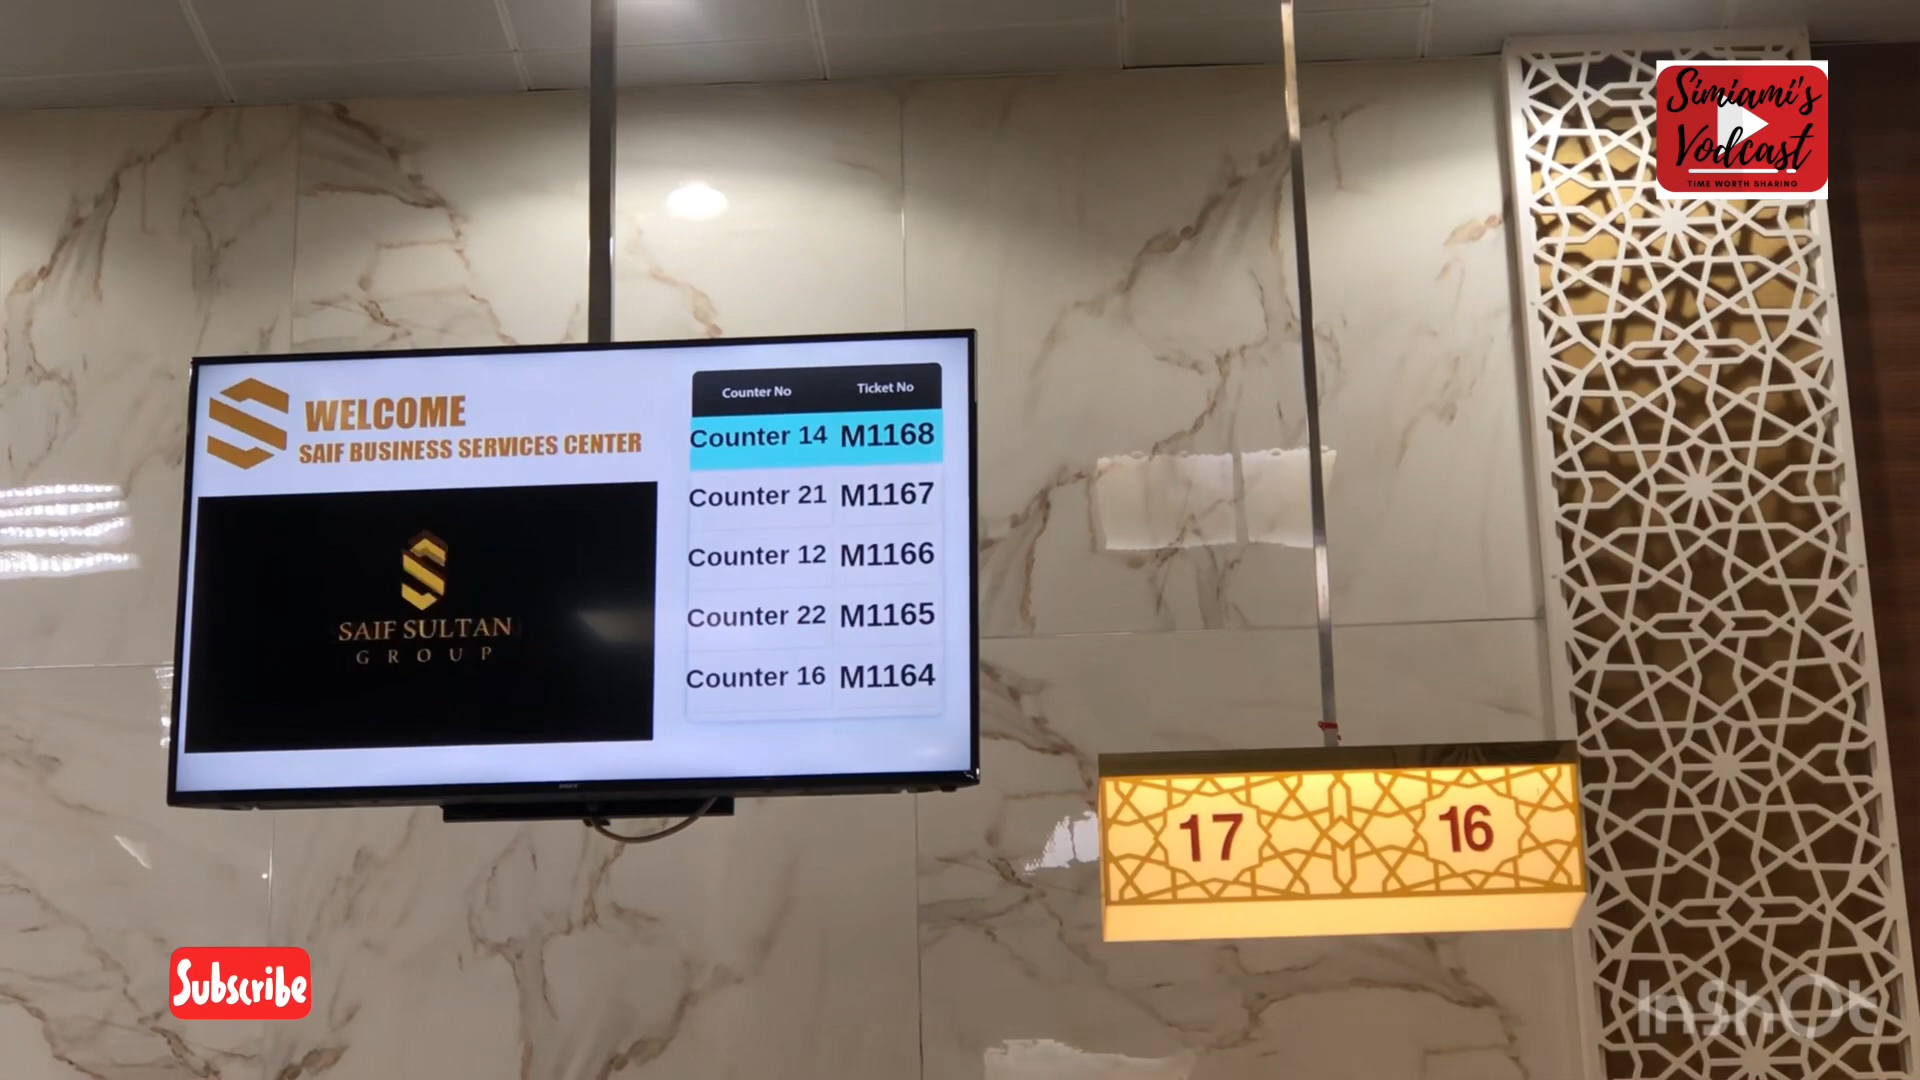 Simiami's
Vodcast
TIME WORTH SHARING
WELCOME
SAIF BUSINESS SERVICES CENTER
SAIF SULTAN
GROUP
Counter No Ticket No
Counter 14 M1168
Counter 21 M1167
Counter 12 M1166
Counter 22 M1165
Counter 16 M1164
17 16
Subscribe
InShOt